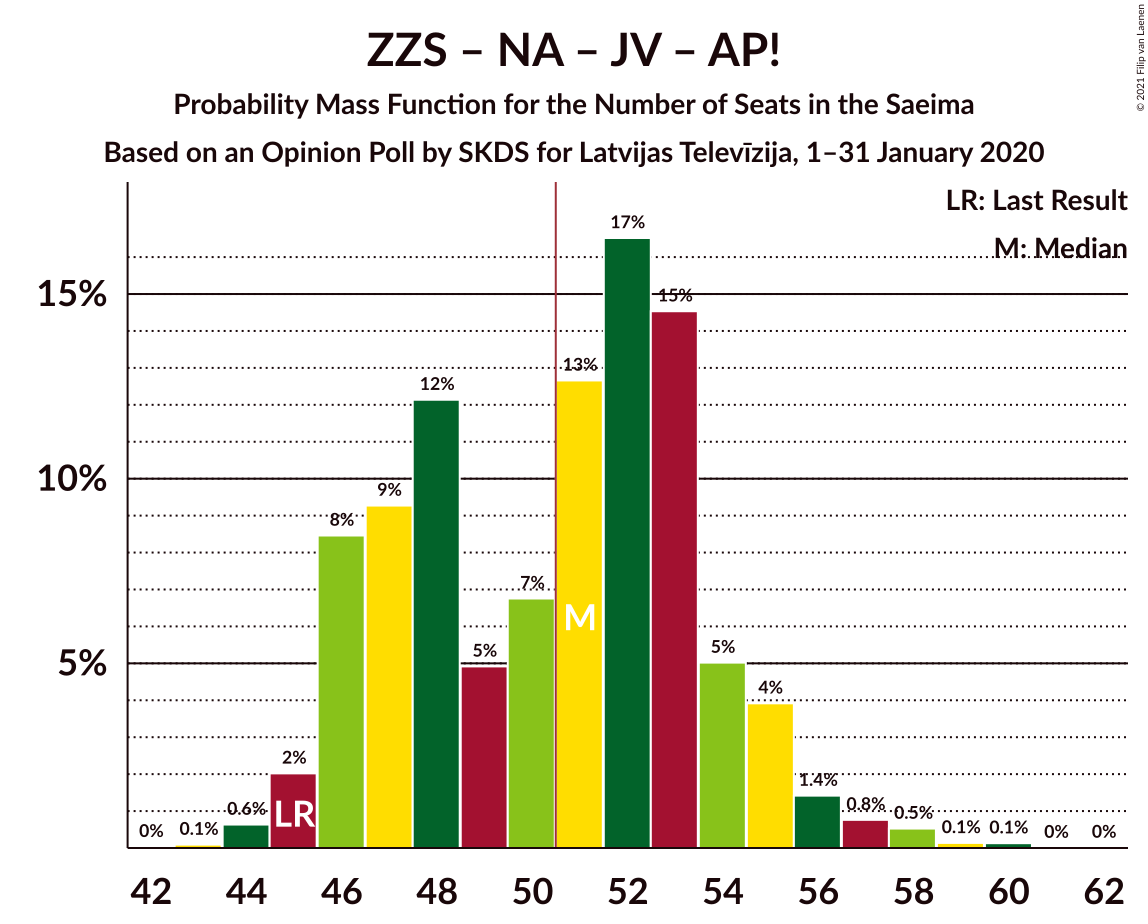 ZZS – NA – JV – AP!
Probability Mass Function for the Number of Seats in the Saeima
Based on an Opinion Poll by SKDS for Latvijas Televīzija, 1–31 January 2020
© 2021 Filip van Laenen
LR: Last Result
M: Median
17%
15%
15%
13%
12%
10%
9%
8%
7%
M
5%
5%
5%
4%
2%
1.4%
0.6%
LR
0.8%
0.5%
0%
0.1%
0.1%
0.1%
0%
0%
42 44 46 48 50 52 54 56 58 60 62